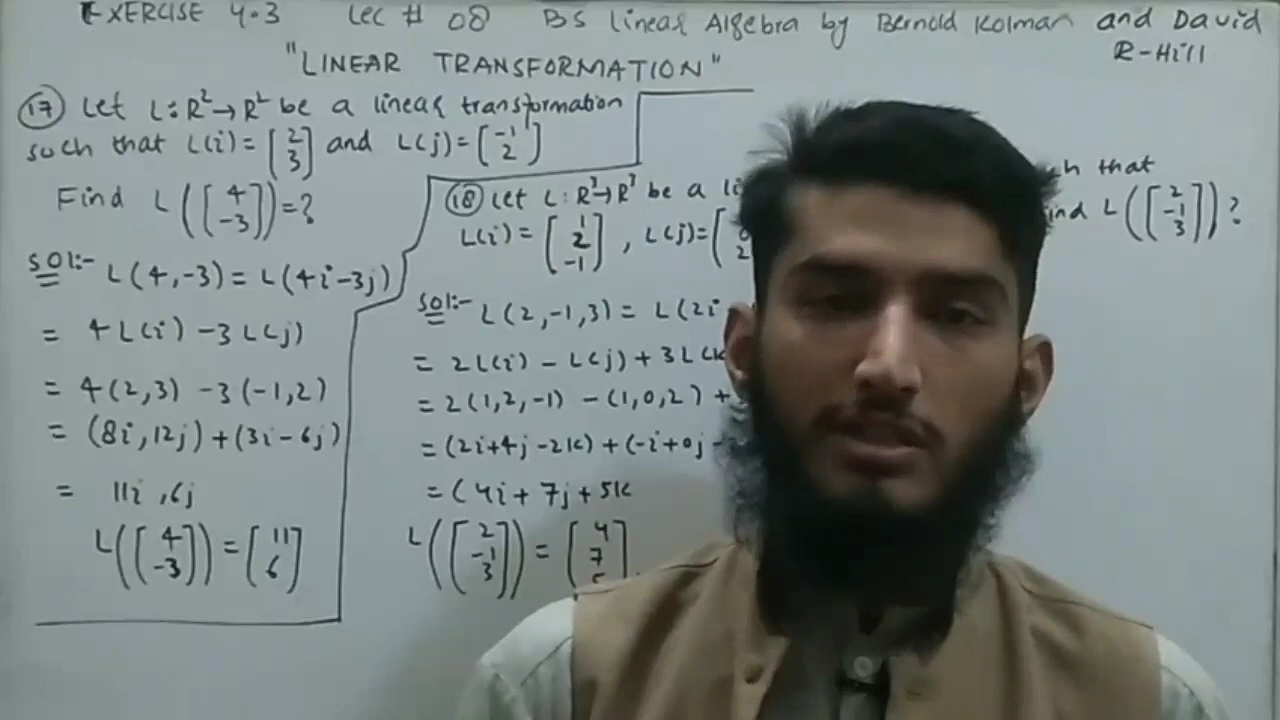 EXERCISE 4.3 Lec # 08 BS Linear Algebra by Bernold Kolman and David
R-Hill
"LINEAR TRANSFORMATION"
(17) Let L:R²→R² be a linear transformation
such that L(i)=[2 3] and L(j)=[-1 2]
Find L([4 -3])=?
Sol:- L(4,-3)=L(4i-3j)
= 4L(i) -3L(j)
= 4(2,3) -3(-1,2)
= (8i,12j)+(3i-6j)
= 11i,6j
L([4 -3])=[11 6]
(18) Let L:R³→R³ be a that
L(i)=[1 2 -1], L(j)=[ 2 L([2 -1 3])?
Sol:- L(2,-1,3)= L(2i
= 2L(i) - L(j) + 3L(k
= 2(1,2,-1) - (1,0,2) +
= (2i+4j-2k)+(-i+0j-
= (4i+7j+5k
L([2 -1 3])=[4 7